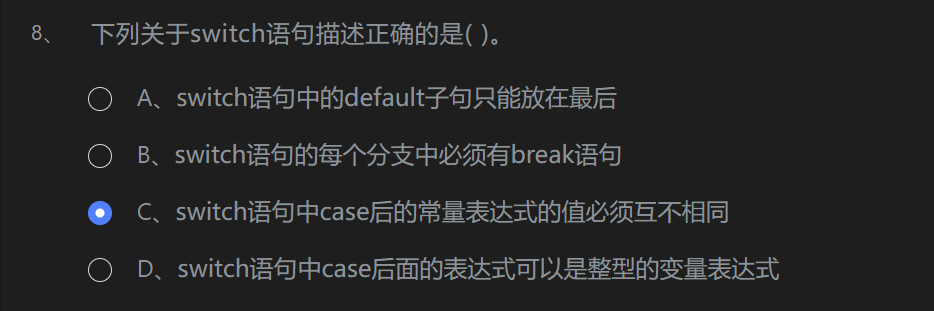 8、 下列关于switch语句描述正确的是( )。
A、switch语句中的default子句只能放在最后
B、switch语句的每个分支中必须有break语句
C、switch语句中case后的常量表达式的值必须互不相同
D、switch语句中case后面的表达式可以是整型的变量表达式